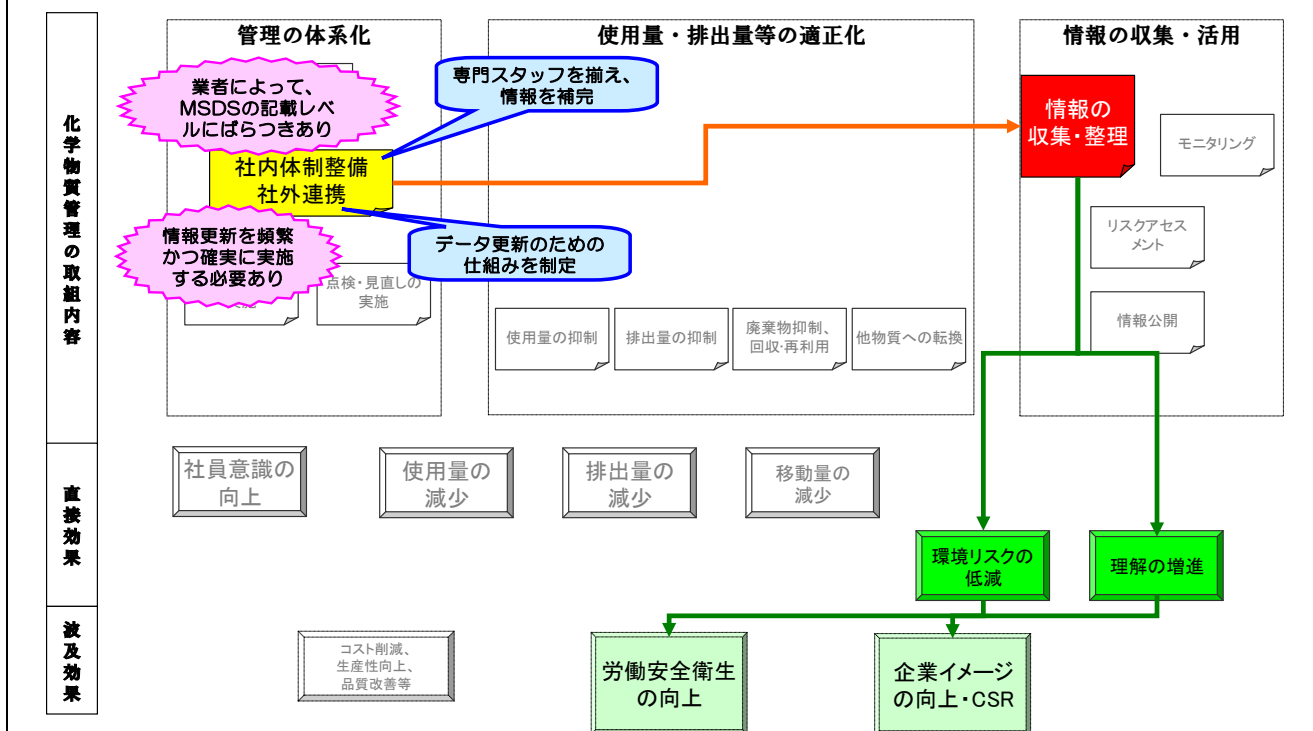 管理の体系化
使用量・排出量等の適正化
情報の収集・活用
化学物質管理の取組内容
業者によって、
MSDSの記載レベ
ルにばらつきあり
専門スタッフを揃え、
情報を補完
社内体制整備
社外連携
情報更新を頻繁
かつ確実に実施
する必要あり
データ更新のための
仕組みを制定
点検・見直しの
実施
使用量の抑制
排出量の抑制
廃棄物抑制、
回収・再利用
他物質への転換
情報の
収集・整理
モニタリング
リスクアセス
メント
情報公開
直接効果
社員意識の
向上
使用量の
減少
排出量の
減少
移動量の
減少
環境リスクの
低減
理解の増進
波及効果
コスト削減、
生産性向上、
品質改善等
労働安全衛生
の向上
企業イメージ
の向上・CSR